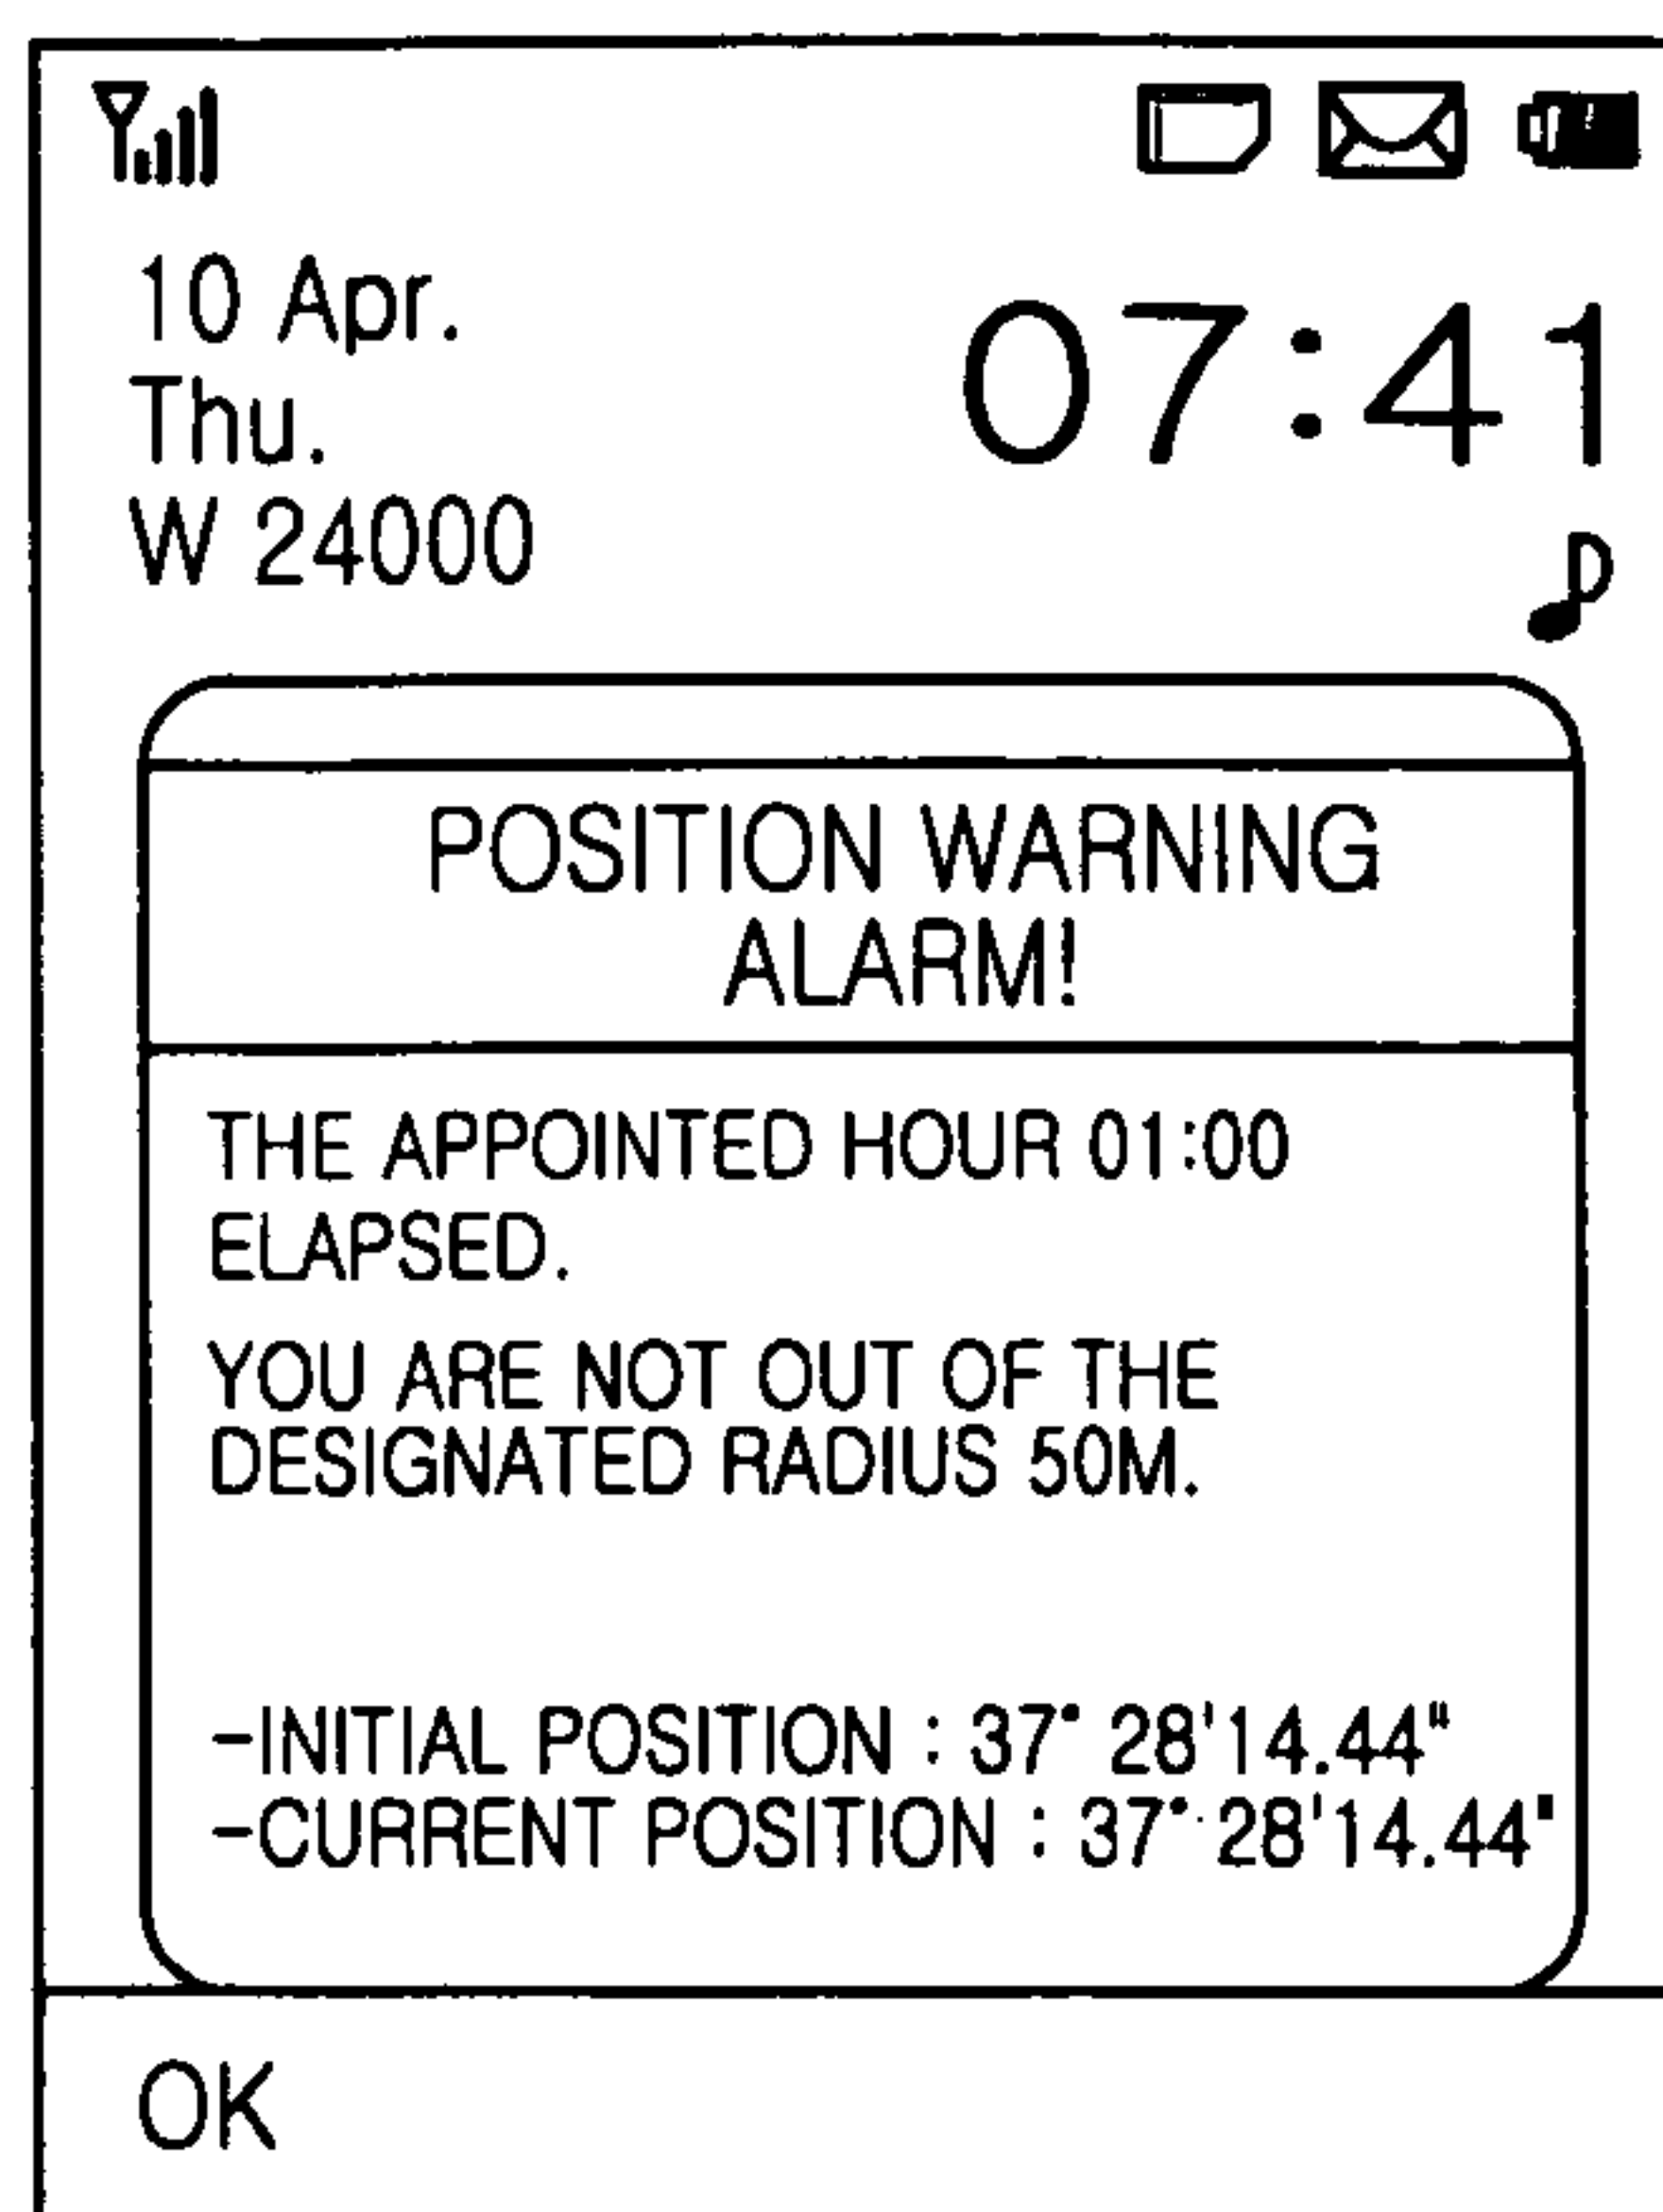 10 Apr.
Thu.
W 24000
07:41
POSITION WARNING
ALARM!
THE APPOINTED HOUR 01:00
ELAPSED.
YOU ARE NOT OUT OF THE
DESIGNATED RADIUS 50M.
-INITIAL POSITION : 37° 28'14.44"
-CURRENT POSITION : 37° 28'14.44"
OK